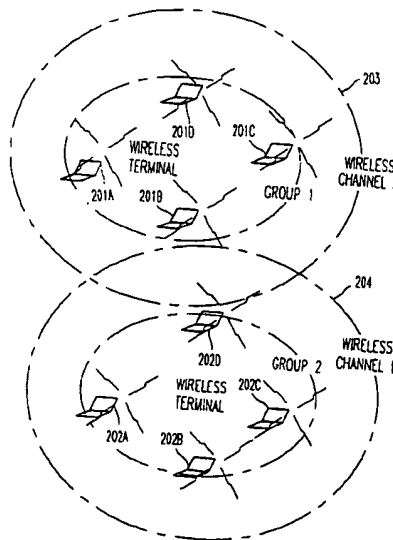 203
201D
WIRELESS
TERMINAL
201C
WIRELESS
CHANNEL
201A
201B
GROUP 1
204
202D
WIRELESS
CHANNEL
GROUP 2
WIRELESS
TERMINAL
202C
202A
202B